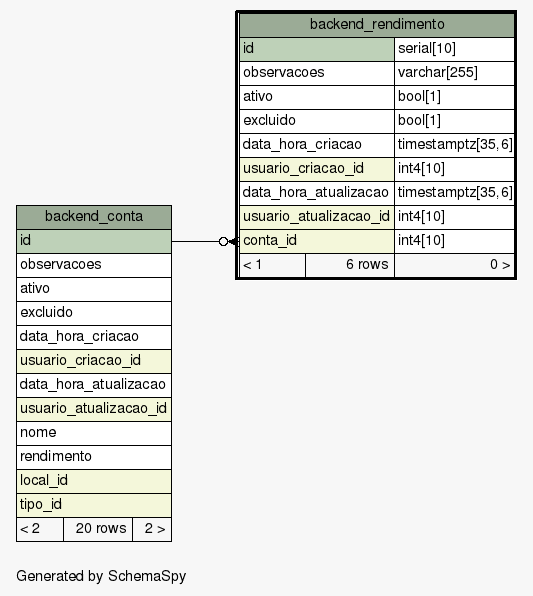 backend_rendimento
id serial[10]
observacoes varchar[255]
ativo bool[1]
excluido bool[1]
data_hora_criacao timestamptz[35,6]
usuario_criacao_id int4[10]
data_hora_atualizacao timestamptz[35,6]
usuario_atualizacao_id int4[10]
conta_id int4[10]
< 1 6 rows 0 >
backend_conta
id
observacoes
ativo
excluido
data_hora_criacao
usuario_criacao_id
data_hora_atualizacao
usuario_atualizacao_id
nome
rendimento
local_id
tipo_id
< 2 20 rows 2 >
Generated by SchemaSpy